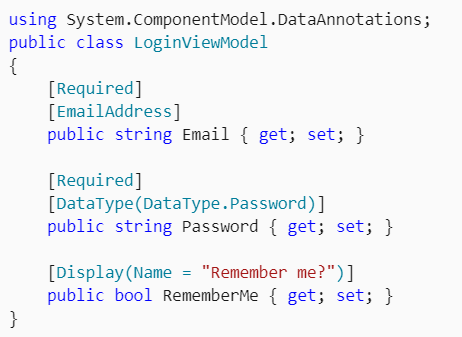 using System.ComponentModel.DataAnnotations;
public class LoginViewModel
{
    [Required]
    [EmailAddress]
    public string Email { get; set; }

    [Required]
    [DataType(DataType.Password)]
    public string Password { get; set; }

    [Display(Name = "Remember me?")]
    public bool RememberMe { get; set; }
}